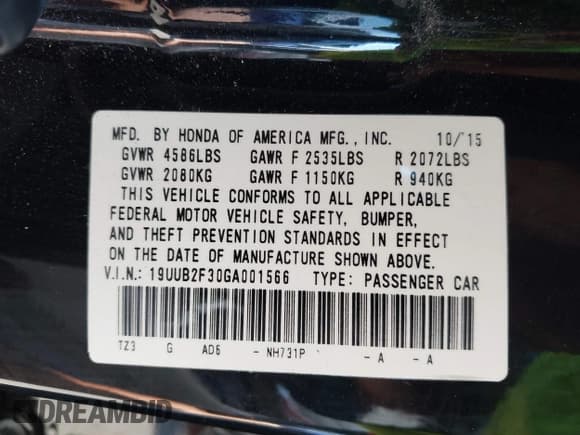 MFD. BY HONDA OF AMERICA MFG., INC. 10/15
GVWR 4586LBS GAWR F 2535LBS R 2072LBS
GVWR 2080KG GAWR F 1150KG R 940KG
THIS VEHICLE CONFORMS TO ALL APPLICABLE
FEDERAL MOTOR VEHICLE SAFETY, BUMPER,
AND THEFT PREVENTION STANDARDS IN EFFECT
ON THE DATE OF MANUFACTURE SHOWN ABOVE.
V.I.N.: 19UUB2F30GA001566 TYPE: PASSENGER CAR
TZ3 G AD6 - NH731P - A - A
DREAMBID